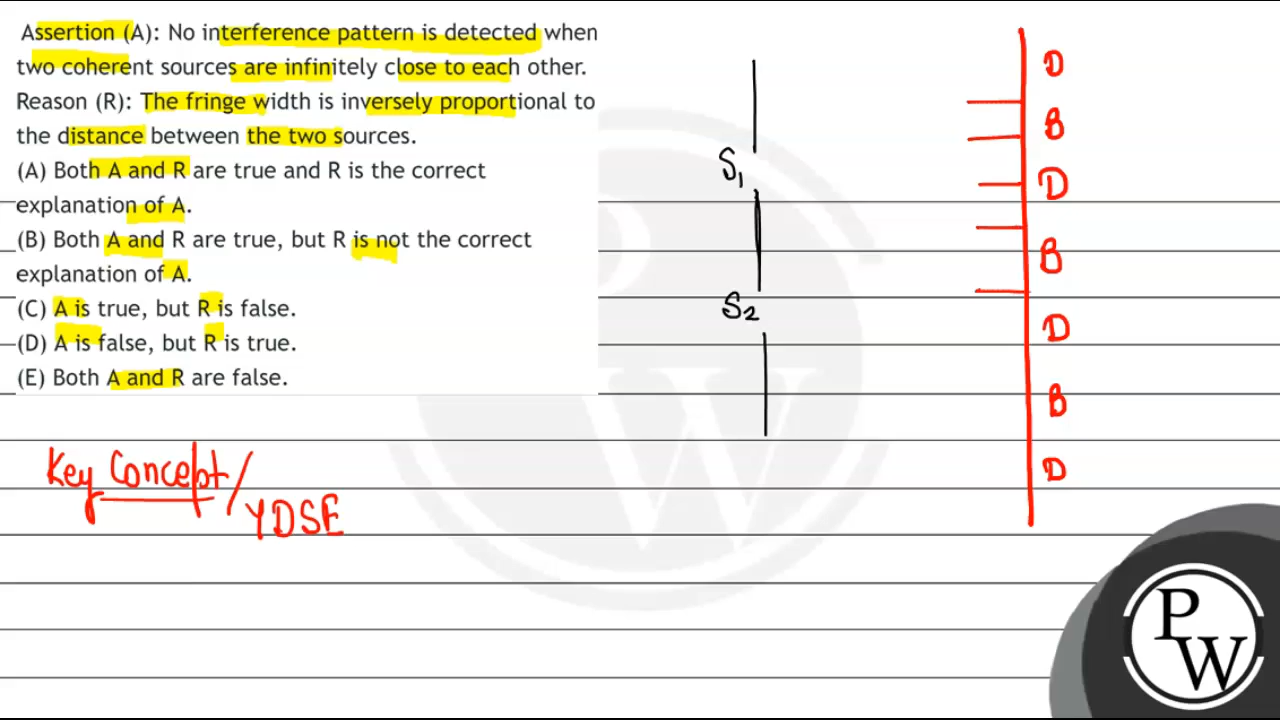 Assertion (A): No interference pattern is detected when
two coherent sources are infinitely close to each other.
Reason (R): The fringe width is inversely proportional to
the distance between the two sources.
(A) Both A and R are true and R is the correct
explanation of A.
(B) Both A and R are true, but R is not the correct
explanation of A.
(C) A is true, but R is false.
(D) A is false, but R is true.
(E) Both A and R are false.
Key Concept/
YDSE
S1
S2
D
B
D
B
D
B
D
P
W
P
W